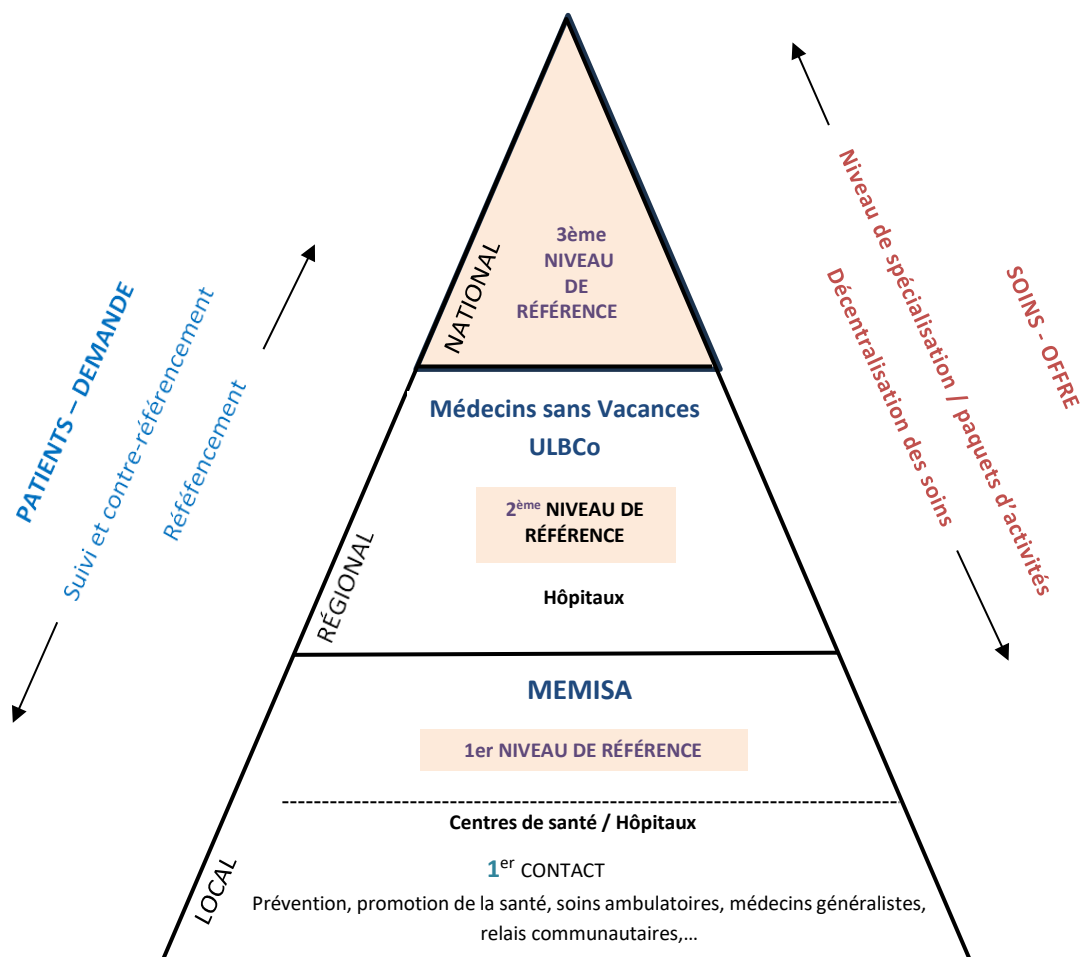 3ème
NIVEAU
DE
RÉFÉRENCE
NATIONAL
PATIENTS – DEMANDE
Suivi et contre-référencement
Référencement
Niveau de spécialisation / paquets d'activités
Décentralisation des soins
SOINS - OFFRE
Médecins sans Vacances
ULBCo
2ème NIVEAU DE
RÉFÉRENCE
Hôpitaux
RÉGIONAL
MEMISA
1er NIVEAU DE RÉFÉRENCE
Centres de santé / Hôpitaux
1er CONTACT
Prévention, promotion de la santé, soins ambulatoires, médecins généralistes,
relais communautaires,...
LOCAL